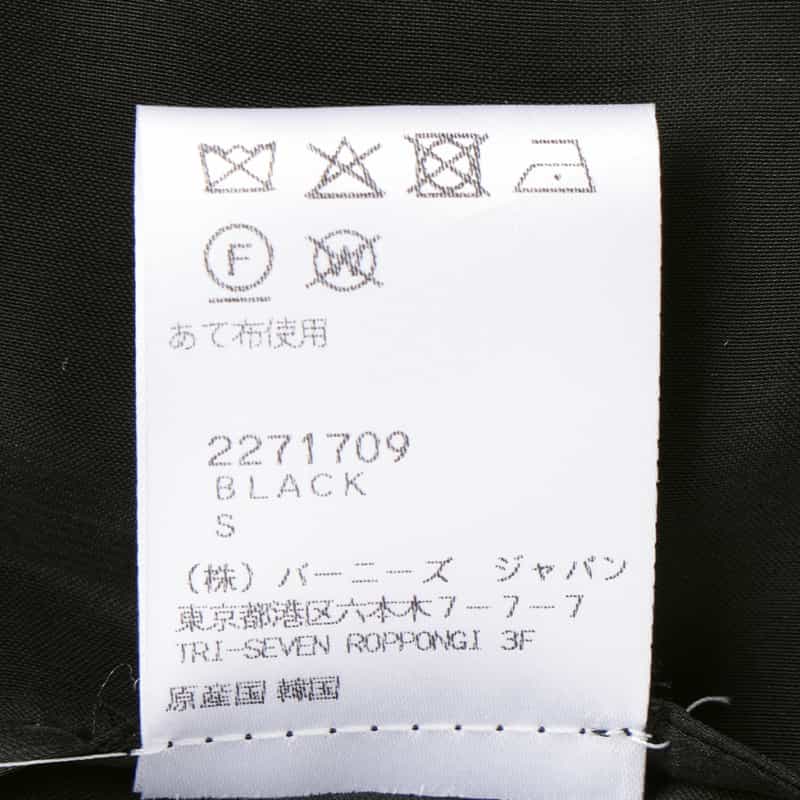 F W
あて布使用
2271709
BLACK
S
(株) バーニーズ ジャパン
東京都港区六本木7-7-7
TRI-SEVEN ROPPONGI 3F
原産国 韓国